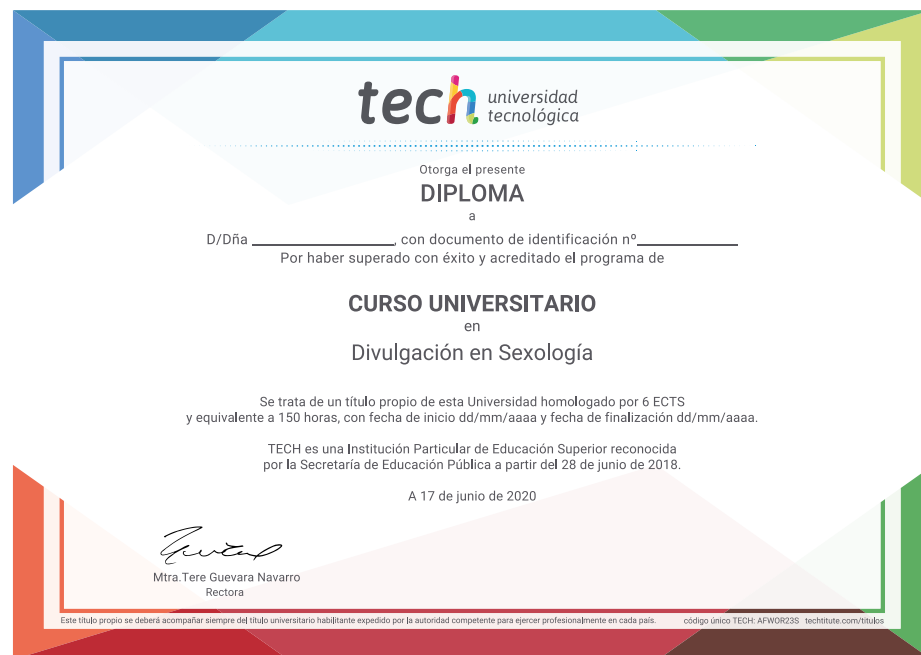 tech universidad
tecnológica
Otorga el presente
DIPLOMA
a
D/Dña ____________, con documento de identificación nº____________
Por haber superado con éxito y acreditado el programa de
CURSO UNIVERSITARIO
en
Divulgación en Sexología
Se trata de un título propio de esta Universidad homologado por 6 ECTS
y equivalente a 150 horas, con fecha de inicio dd/mm/aaaa y fecha de finalización dd/mm/aaaa.
TECH es una Institución Particular de Educación Superior reconocida
por la Secretaría de Educación Pública a partir del 28 de junio de 2018.
A 17 de junio de 2020
Mtra.Tere Guevara Navarro
Rectora
Este título propio se deberá acompañar siempre del título universitario habilitante expedido por la autoridad competente para ejercer profesionalmente en cada país. código único TECH: AFWOR23S techtitute.com/titulos